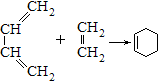 CH₂
CH + CH₂
CH CH₂
CH₂